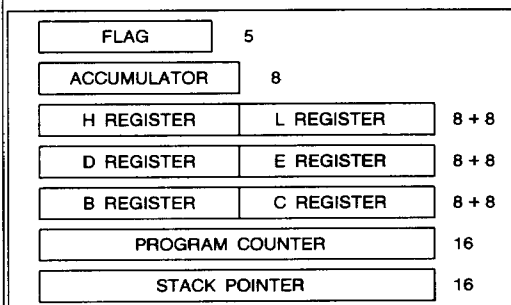 FLAG 5
ACCUMULATOR 8
H REGISTER L REGISTER 8 + 8
D REGISTER E REGISTER 8 + 8
B REGISTER C REGISTER 8 + 8
PROGRAM COUNTER 16
STACK POINTER 16